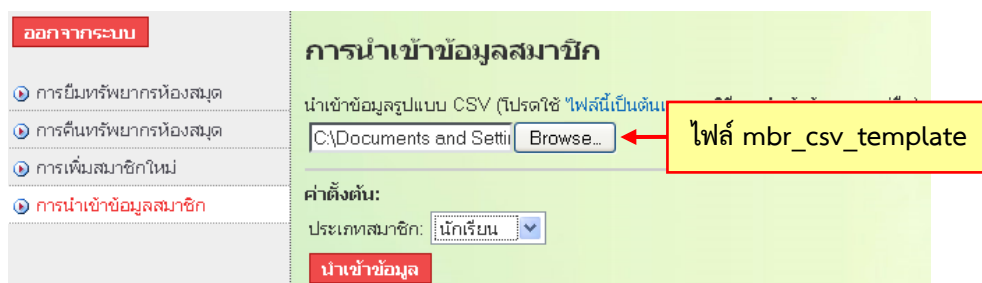 ออกจากระบบ
การยืมทรัพยากรห้องสมุด
การคืนทรัพยากรห้องสมุด
การเพิ่มสมาชิกใหม่
การนำเข้าข้อมูลสมาชิก
การนำเข้าข้อมูลสมาชิก
นำเข้าข้อมูลรูปแบบ CSV (โปรดใช้ "ไฟล์นี้เป็นต้น
C:\Documents and Settin Browse...
ไฟล์ mbr_csv_template
ค่าตั้งต้น:
ประเภทสมาชิก: นักเรียน
นำเข้าข้อมูล